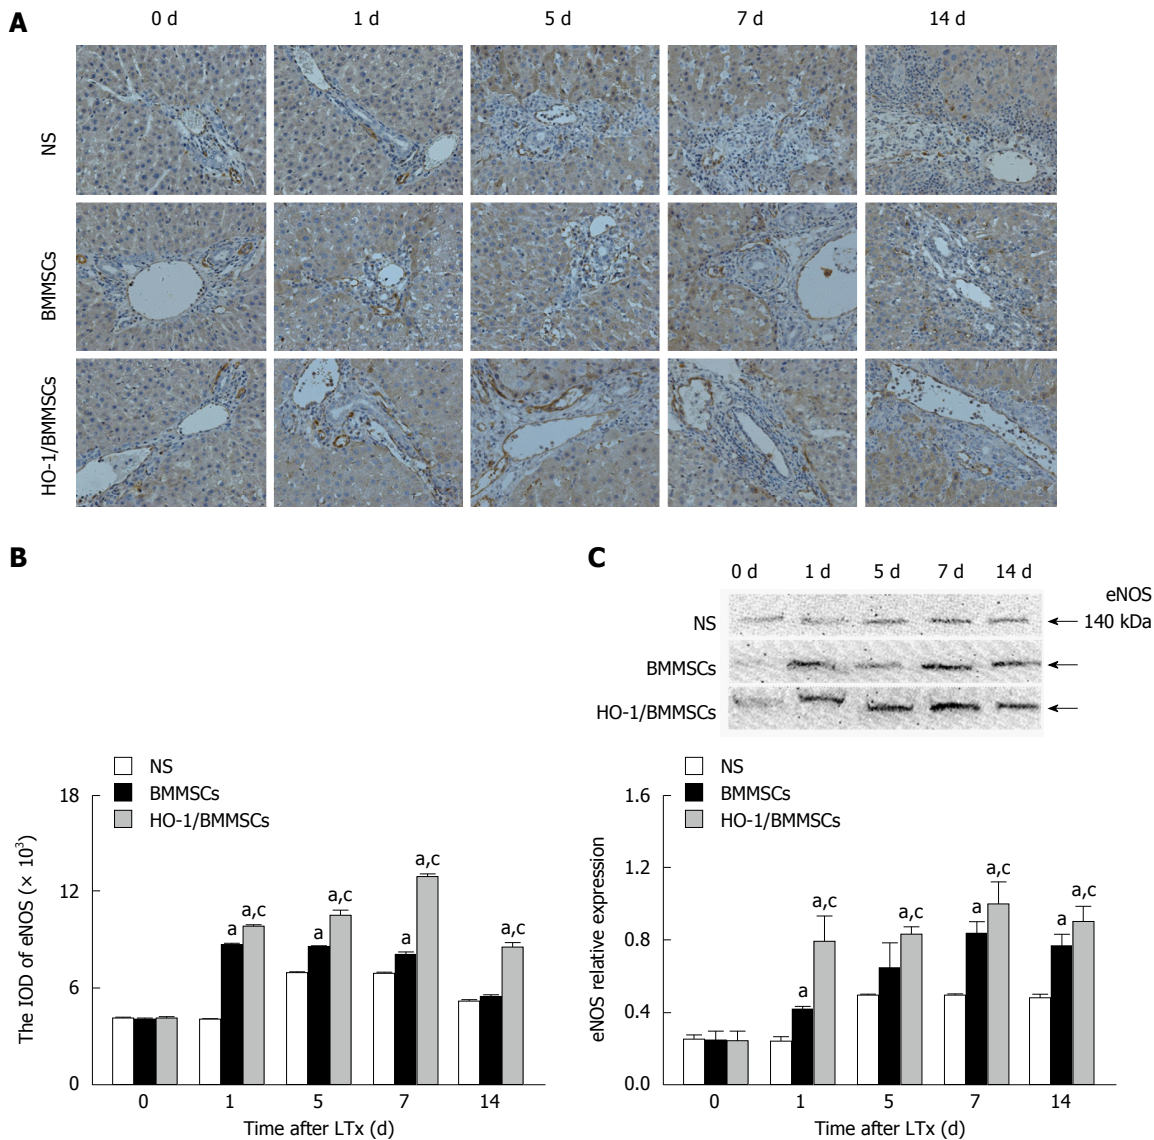 A
0 d 1 d 5 d 7 d 14 d
NS
BMMSCs
HO-1/BMMSCs
B
The IOD of eNOS (× 10³)
NS
BMMSCs
HO-1/BMMSCs
18
12
6
0
a
a,c
a
a,c
a
a,c
a,c
0 1 5 7 14
Time after LTx (d)
C
0 d 1 d 5 d 7 d 14 d
eNOS
NS
140 kDa
BMMSCs
HO-1/BMMSCs
eNOS relative expression
NS
BMMSCs
HO-1/BMMSCs
1.6
1.2
0.8
0.4
0.0
a
a,c
a,c
a
a,c
a
a,c
0 1 5 7 14
Time after LTx (d)